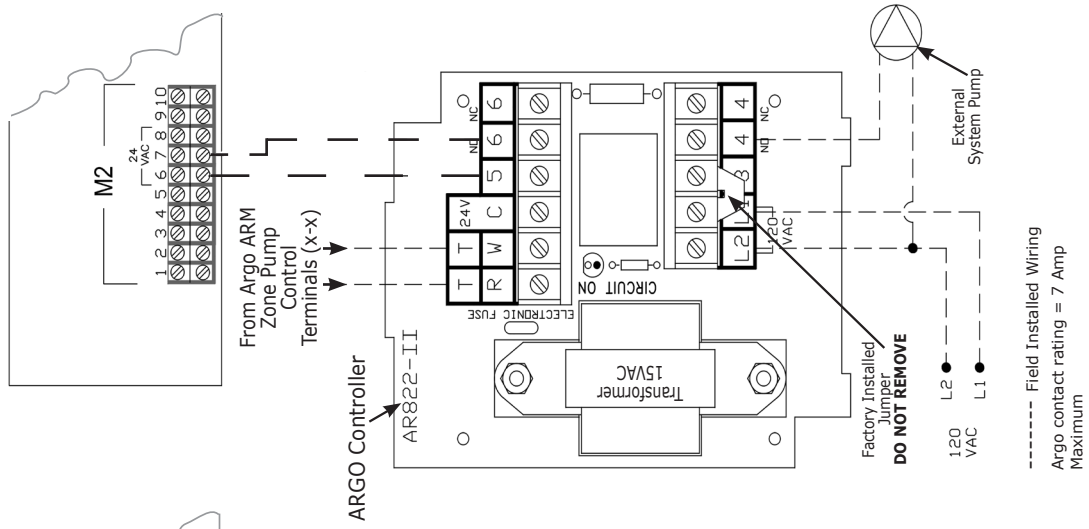 M2
24
VAC
1 2 3 4 5 6 7 8 9 10
From Argo ARM
Zone Pump
Control
Terminals (x-x)
ARGO Controller
AR822-II
T T 24V
R W C 5 6 6
NO NC
ELECTRONIC FUSE
CIRCUIT ON
Transformer
15VAC
L2 L1 3 4 4
NO NC
120
VAC
External
System Pump
Factory Installed
Jumper
DO NOT REMOVE
120
VAC
L2
L1
------ Field Installed Wiring
Argo contact rating = 7 Amp
Maximum